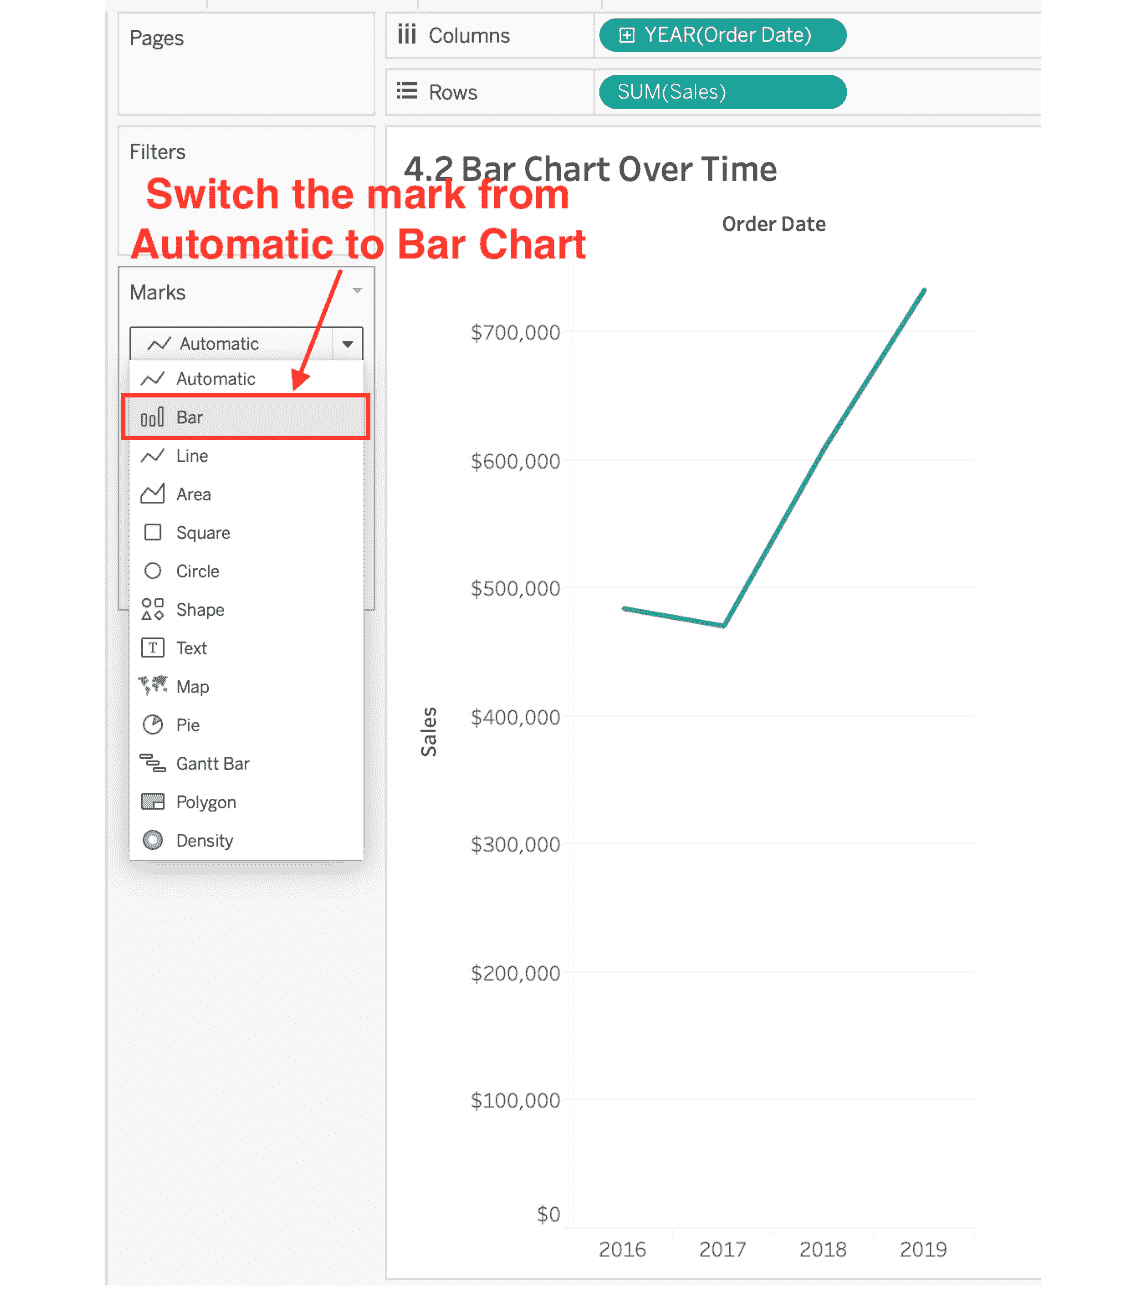 Pages
Columns
YEAR(Order Date)
Rows
SUM(Sales)
Filters
4.2 Bar Chart Over Time
Switch the mark from
Automatic to Bar Chart
Order Date
Marks
Automatic
Automatic
Bar
Line
Area
Square
Circle
Shape
T Text
Map
Pie
Gantt Bar
Polygon
Density
Sales
$700,000
$600,000
$500,000
$400,000
$300,000
$200,000
$100,000
$0
2016 2017 2018 2019